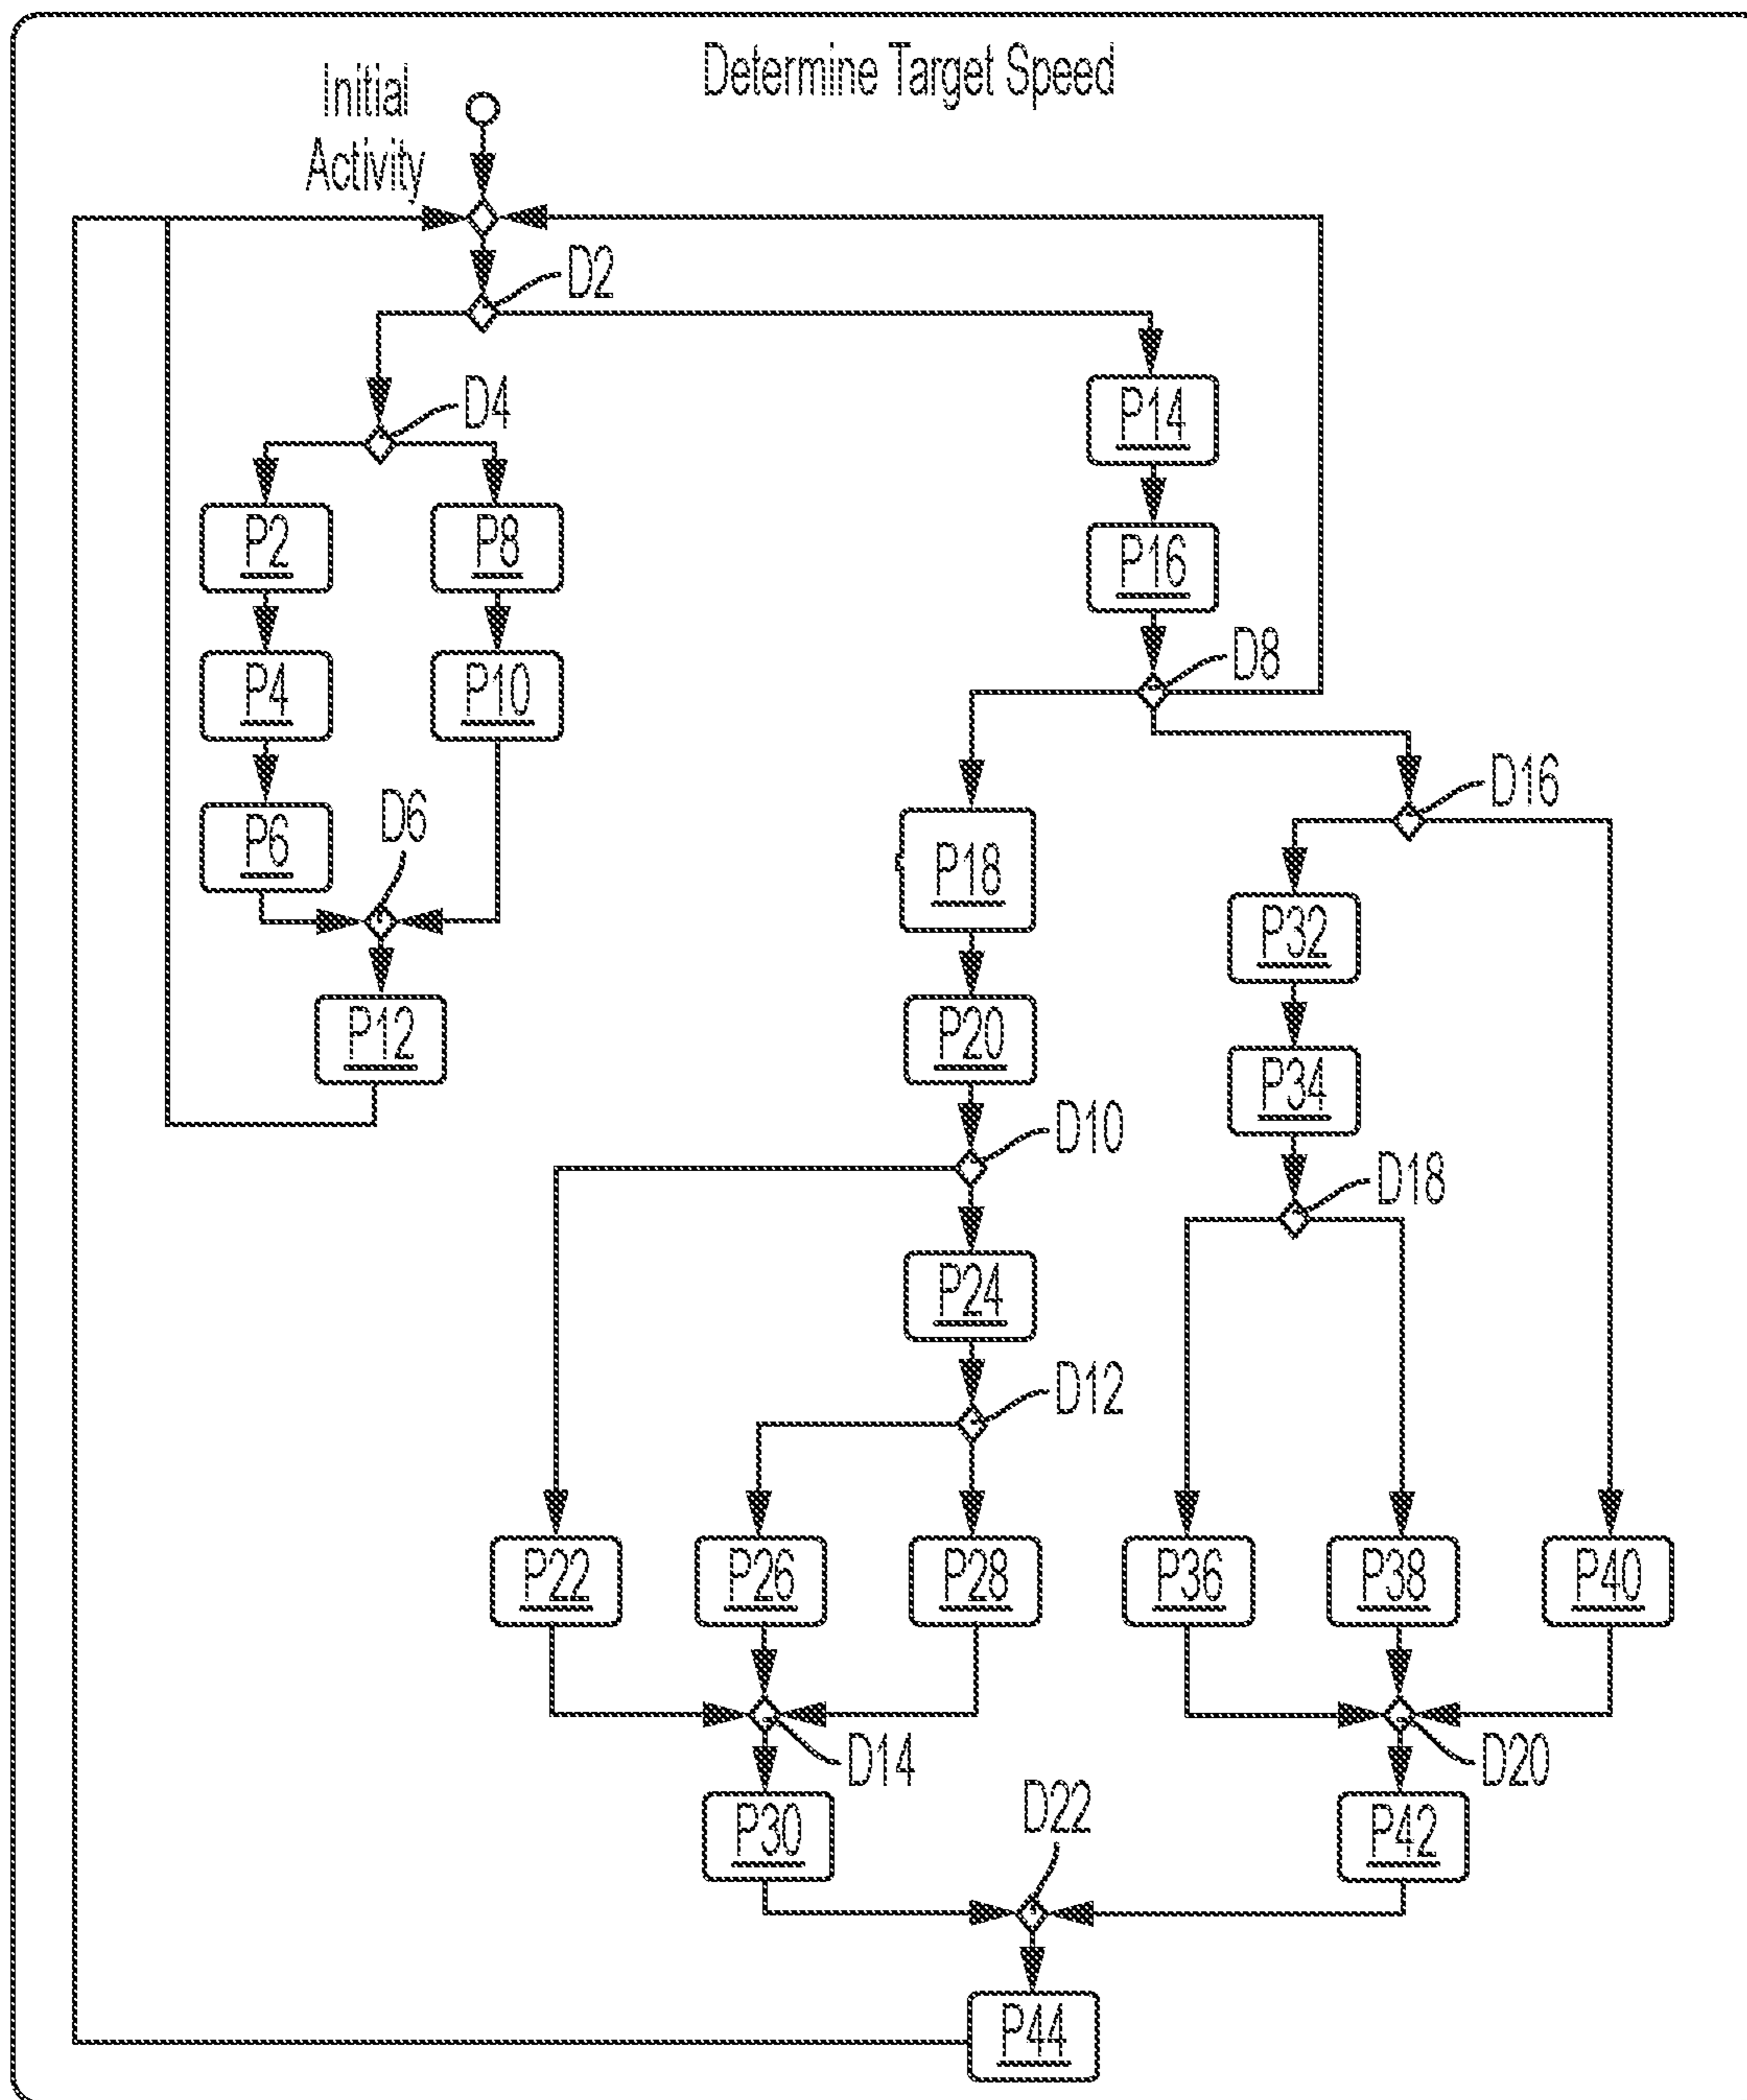 Determine Target Speed
Initial
Activity
D2
D4
P14
P2
P8
P16
D8
P4
P10
D16
D6
P6
P18
P32
P12
P20
P34
D10
D18
P24
D12
P22
P26
P28
P36
P38
P40
D14
D20
D22
P30
P42
P44